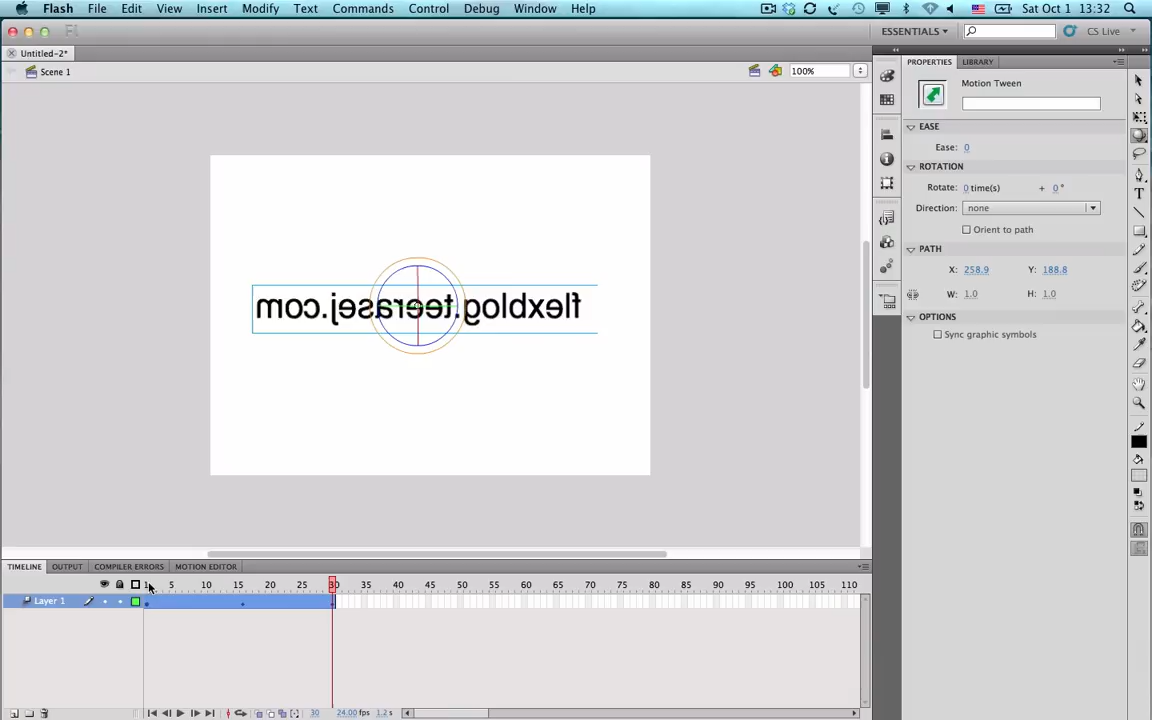 Flash File Edit View Insert Modify Text Commands Control Debug Window Help Sat Oct 1 13:32
ESSENTIALS CS Live
Untitled-2*
Scene 1 100%
PROPERTIES LIBRARY
Motion Tween
EASE
Ease: 0
ROTATION
Rotate: 0 time(s) + 0 °
Direction: none
Orient to path
PATH
X: 258.9 Y: 188.8
W: 1.0 H: 1.0
OPTIONS
Sync graphic symbols
flexblog.teerasej.com
TIMELINE OUTPUT COMPILER ERRORS MOTION EDITOR
1 5 10 15 20 25 30 35 40 45 50 55 60 65 70 75 80 85 90 95 100 105 110
Layer 1
30 24.00 fps 1.2 s